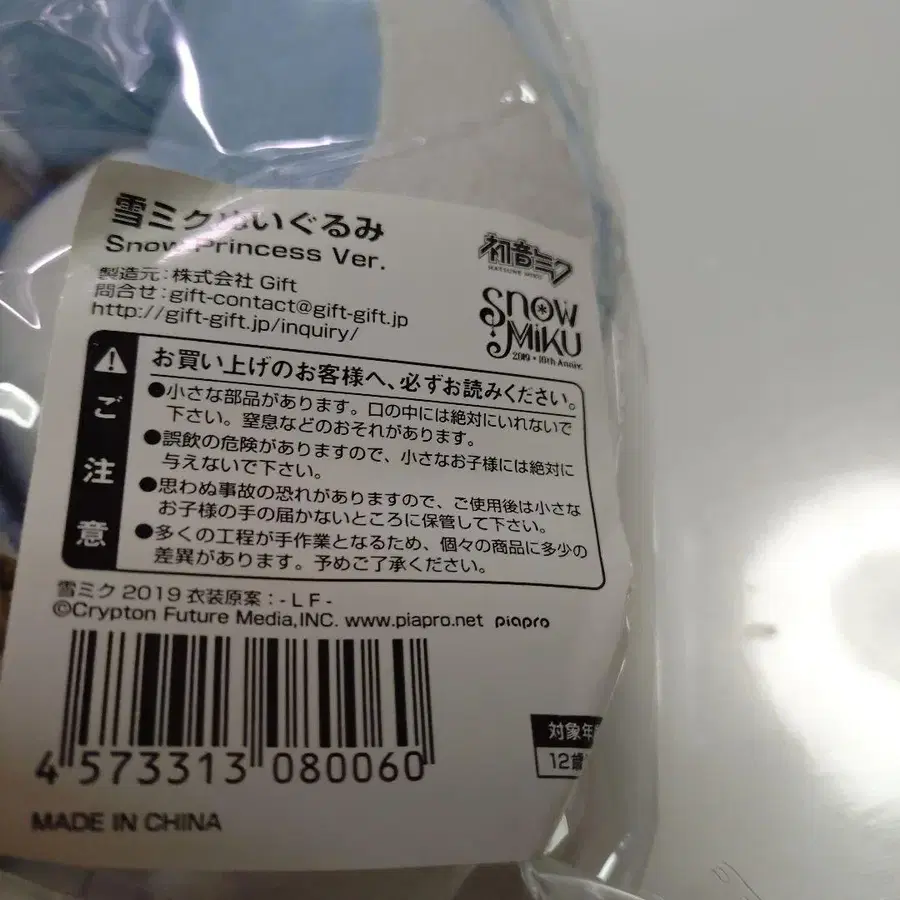 雪ミクぬいぐるみ
Snow Princess Ver.
製造元:株式会社 Gift
問合せ:gift-contact@gift-gift.jp
http://gift-gift.jp/inquiry/
初音ミク
HATSUNE MIKU
SNOW
MIKU
2019・10th Anniv.
ご注意
お買い上げのお客様へ、必ずお読みください。
●小さな部品があります。口の中には絶対にいれないで
下さい。窒息などのおそれがあります。
●誤飲の危険がありますので、小さなお子様には絶対に
与えないで下さい。
●思わぬ事故の恐れがありますので、ご使用後は小さな
お子様の手の届かないところに保管して下さい。
●多くの工程が手作業となるため、個々の商品に多少の
差異があります。予めご了承ください。
雪ミク 2019 衣装原案:- L F -
©Crypton Future Media,INC. www.piapro.net piapro
4 573313 080060
対象年
12歳
MADE IN CHINA